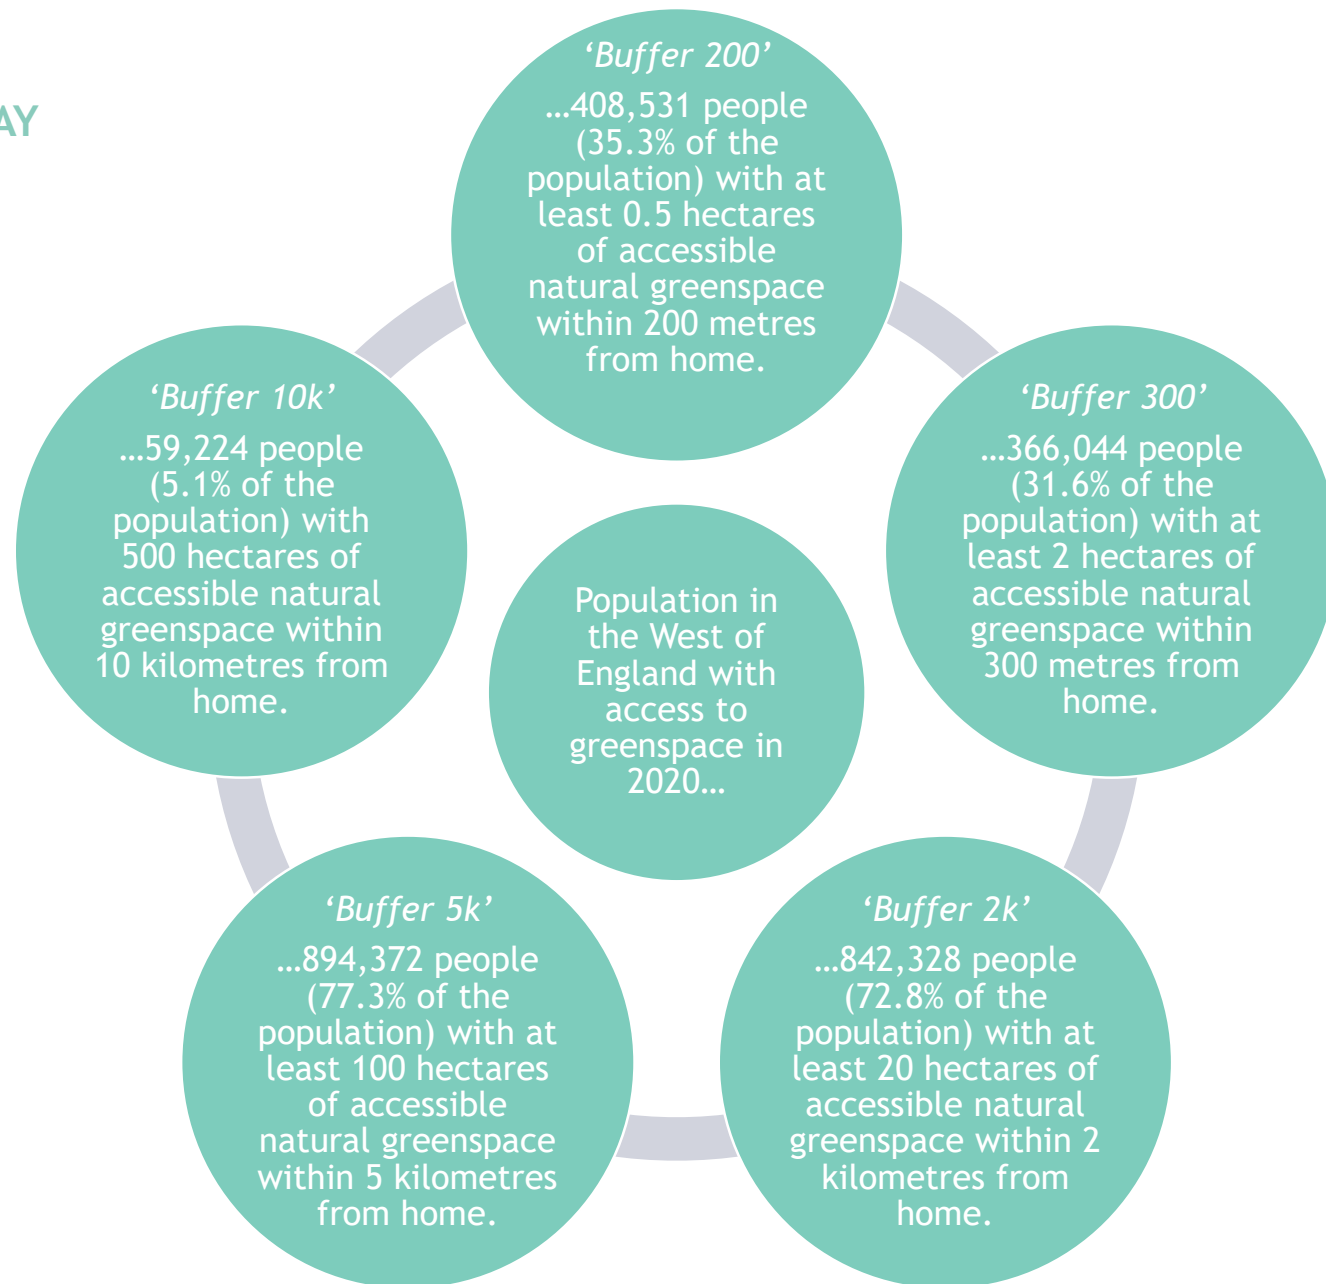 AY
‘Buffer 200’
…408,531 people
(35.3% of the
population) with at
least 0.5 hectares
of accessible
natural greenspace
within 200 metres
from home.
‘Buffer 300’
…366,044 people
(31.6% of the
population) with at
least 2 hectares of
accessible natural
greenspace within
300 metres from
home.
‘Buffer 2k’
…842,328 people
(72.8% of the
population) with at
least 20 hectares of
accessible natural
greenspace within 2
kilometres from
home.
‘Buffer 5k’
…894,372 people
(77.3% of the
population) with at
least 100 hectares
of accessible
natural greenspace
within 5 kilometres
from home.
‘Buffer 10k’
…59,224 people
(5.1% of the
population) with
500 hectares of
accessible natural
greenspace within
10 kilometres from
home.
Population in
the West of
England with
access to
greenspace in
2020…